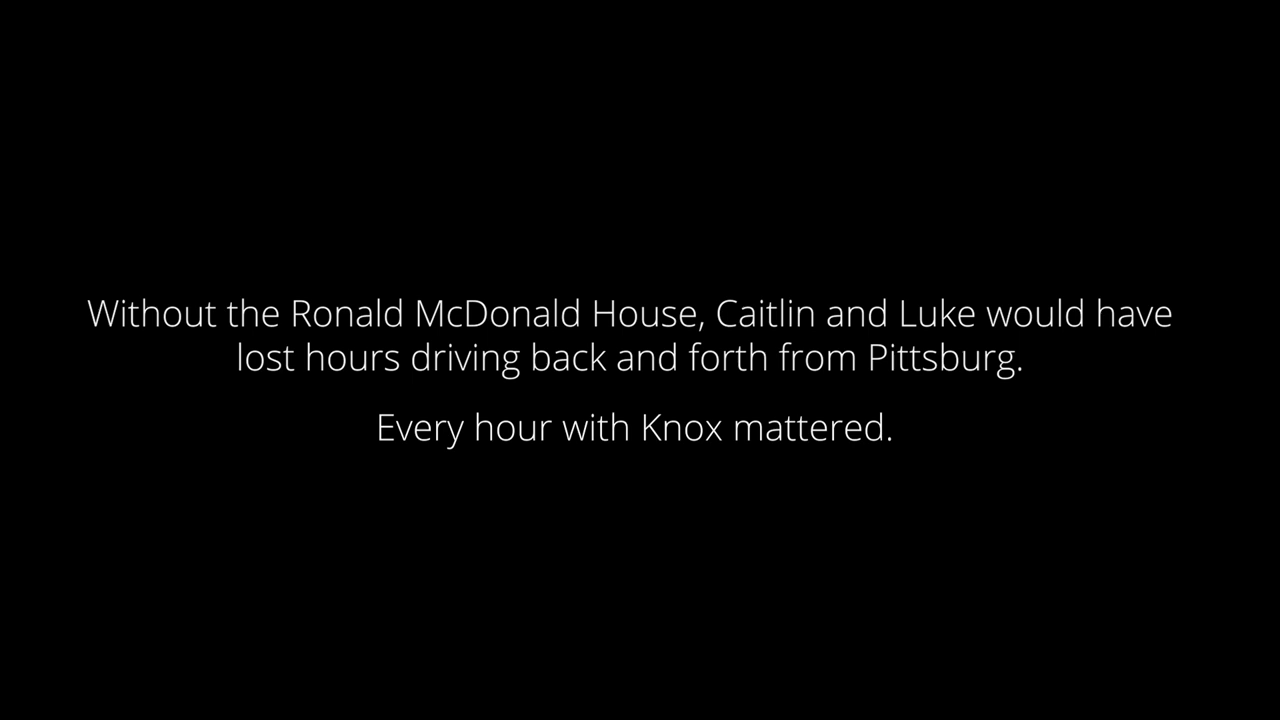 Without the Ronald McDonald House, Caitlin and Luke would have
lost hours driving back and forth from Pittsburg.
Every hour with Knox mattered.